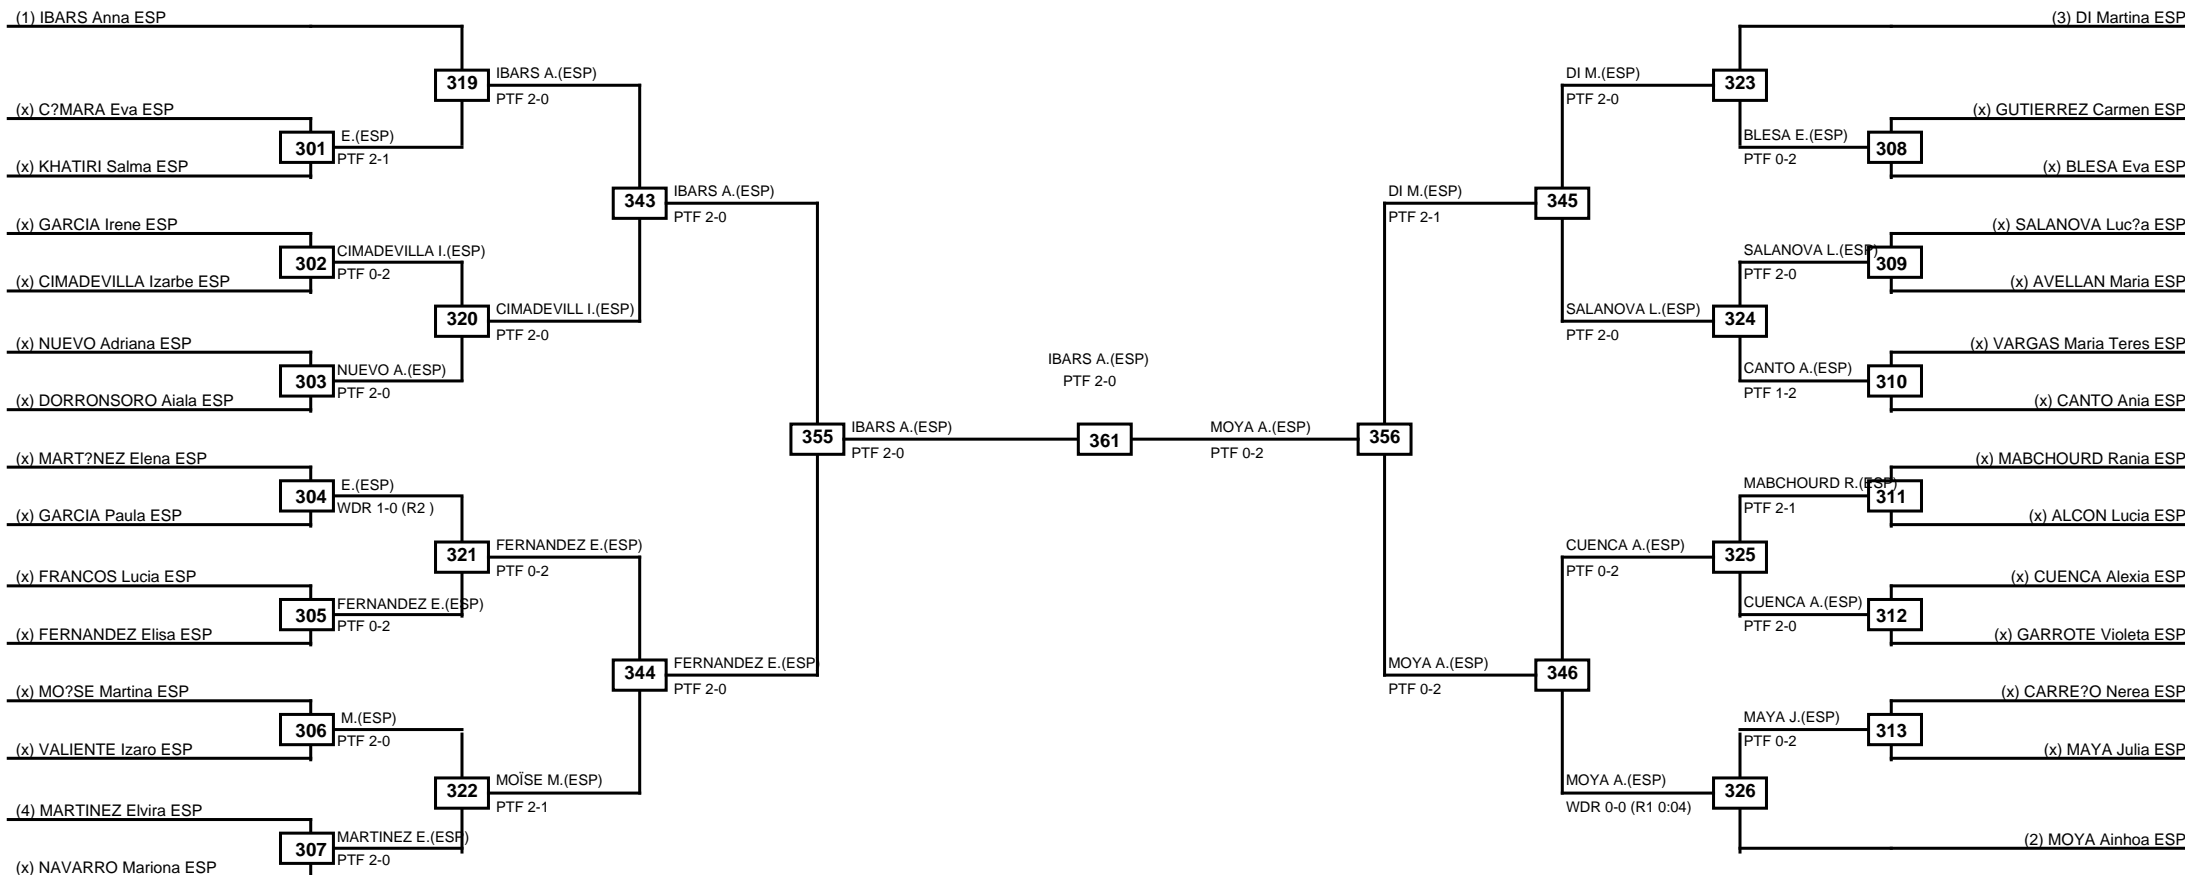 (1) IBARS Anna ESP
(x) C?MARA Eva ESP
(x) KHATIRI Salma ESP
(x) GARCIA Irene ESP
(x) CIMADEVILLA Izarbe ESP
(x) NUEVO Adriana ESP
(x) DORRONSORO Aiala ESP
(x) MART?NEZ Elena ESP
(x) GARCIA Paula ESP
(x) FRANCOS Lucia ESP
(x) FERNANDEZ Elisa ESP
(x) MO?SE Martina ESP
(x) VALIENTE Izaro ESP
(4) MARTINEZ Elvira ESP
(x) NAVARRO Mariona ESP
301
E.(ESP)
PTF 2-1
302
CIMADEVILLA I.(ESP)
PTF 0-2
303
NUEVO A.(ESP)
PTF 2-0
304
E.(ESP)
WDR 1-0 (R2 )
305
FERNANDEZ E.(ESP)
PTF 0-2
306
M.(ESP)
PTF 2-0
307
MARTINEZ E.(ESP)
PTF 2-0
319
IBARS A.(ESP)
PTF 2-0
320
CIMADEVILL I.(ESP)
PTF 2-0
321
FERNANDEZ E.(ESP)
PTF 0-2
322
MOÏSE M.(ESP)
PTF 2-1
343
IBARS A.(ESP)
PTF 2-0
344
FERNANDEZ E.(ESP)
PTF 2-0
355
IBARS A.(ESP)
PTF 2-0
IBARS A.(ESP)
PTF 2-0
361
MOYA A.(ESP)
PTF 0-2
356
DI M.(ESP)
PTF 2-1
345
MOYA A.(ESP)
PTF 0-2
346
DI M.(ESP)
PTF 2-0
323
SALANOVA L.(ESP)
PTF 2-0
324
CUENCA A.(ESP)
PTF 0-2
325
MOYA A.(ESP)
WDR 0-0 (R1 0:04)
326
BLESA E.(ESP)
PTF 0-2
308
SALANOVA L.(ESP)
PTF 2-0
309
CANTO A.(ESP)
PTF 1-2
310
MABCHOURD R.(ESP)
PTF 2-1
311
CUENCA A.(ESP)
PTF 2-0
312
MAYA J.(ESP)
PTF 0-2
313
(3) DI Martina ESP
(x) GUTIERREZ Carmen ESP
(x) BLESA Eva ESP
(x) SALANOVA Luc?a ESP
(x) AVELLAN Maria ESP
(x) VARGAS Maria Teres ESP
(x) CANTO Ania ESP
(x) MABCHOURD Rania ESP
(x) ALCON Lucia ESP
(x) CUENCA Alexia ESP
(x) GARROTE Violeta ESP
(x) CARRE?O Nerea ESP
(x) MAYA Julia ESP
(2) MOYA Ainhoa ESP